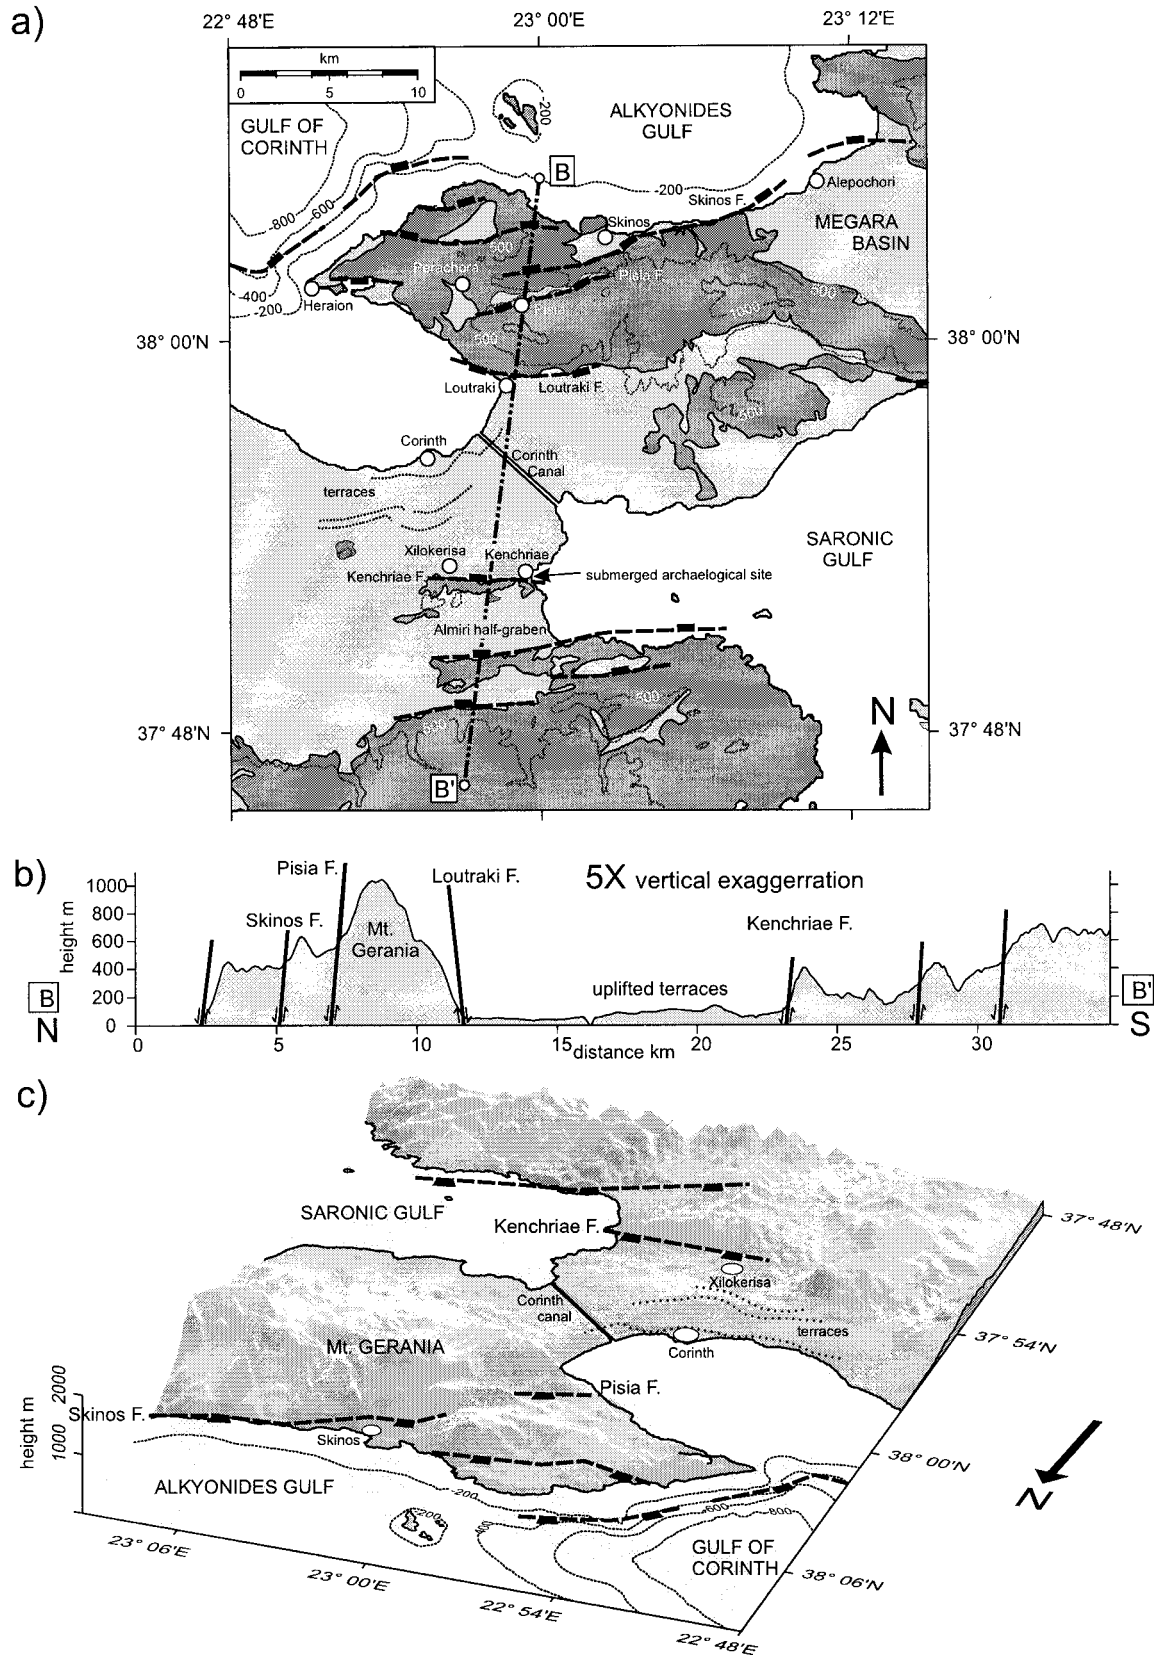 a)
22° 48'E
23° 00'E
23° 12'E
km
0
5
10
GULF OF
CORINTH
-200
ALKYONIDES
GULF
B
-200
Skinos F.
Alepochori
-800
-600
MEGARA
BASIN
Skinos
500
Perachora
Pisia F.
-400
-200
Heraion
Pisia
500
1000
500
38° 00'N
38° 00'N
Loutraki
Loutraki F.
500
Corinth
Corinth
Canal
terraces
SARONIC
GULF
Xilokerisa
Kenchriae
Kenchriae F.
submerged archaelogical site
Almiri half-graben
500
N
37° 48'N
500
37° 48'N
B'
b)
Pisia F.
Loutraki F.
5X vertical exaggerration
height m
1000
800
600
400
200
0
Skinos F.
Mt.
Gerania
Kenchriae F.
uplifted terraces
B
N
B'
S
0
5
10
15
distance km
20
25
30
c)
SARONIC GULF
Kenchriae F.
37° 48'N
Xilokerisa
Corinth
canal
terraces
37° 54'N
Mt. GERANIA
Corinth
height m
2000
1000
Pisia F.
Skinos F.
Skinos
38° 00'N
ALKYONIDES GULF
-200
-200
-400
-600
-800
N
GULF OF
CORINTH
38° 06'N
23° 06'E
23° 00'E
22° 54'E
22° 48'E